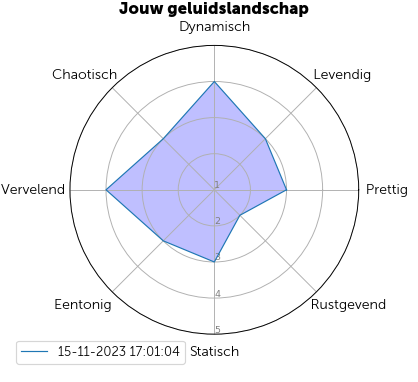 Jouw geluidslandschap
Dynamisch
Chaotisch
Levendig
Vervelend
1
Prettig
2
3
4
Eentonig
Rustgevend
5
15-11-2023 17:01:04
Statisch